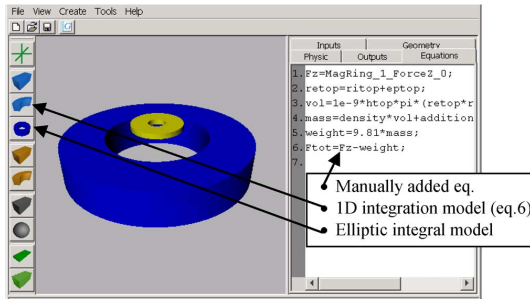 File View Create Tools Help
Inputs Geometry
Physic Outputs Equations
1. Fz=MagRing_1_ForceZ_0;
2. retop=ritop+eptop;
3. vol=1e-9*htop*pi*(retop*r
4. mass=density*vol+addition
5. weight=9.81*mass;
6. Ftot=Fz-weight;
7.
• Manually added eq.
• 1D integration model (eq.6)
• Elliptic integral model